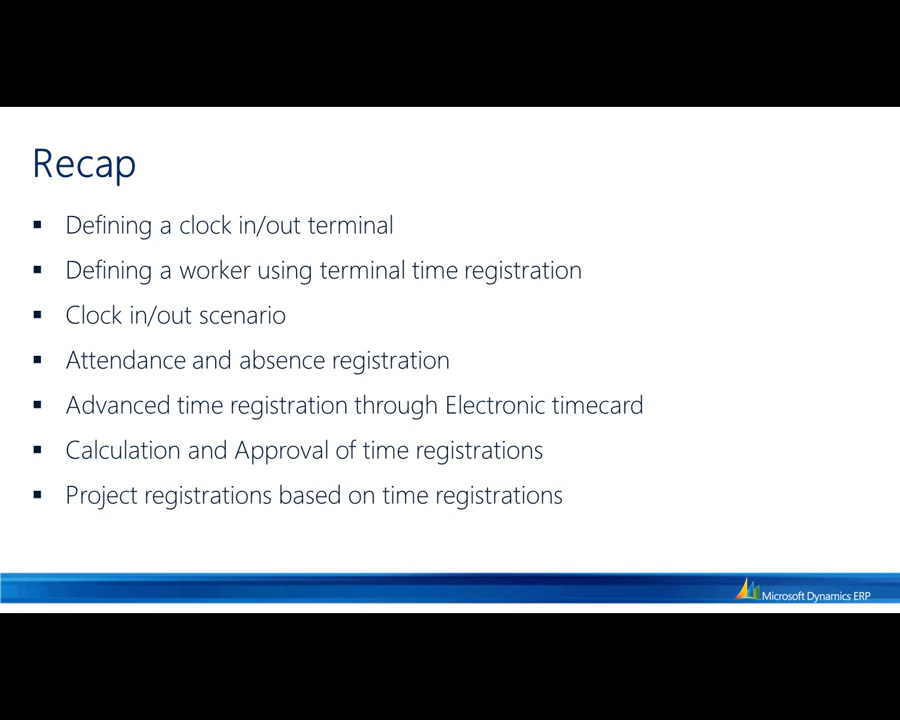 Recap
▪ Defining a clock in/out terminal
▪ Defining a worker using terminal time registration
▪ Clock in/out scenario
▪ Attendance and absence registration
▪ Advanced time registration through Electronic timecard
▪ Calculation and Approval of time registrations
▪ Project registrations based on time registrations
Microsoft Dynamics ERP